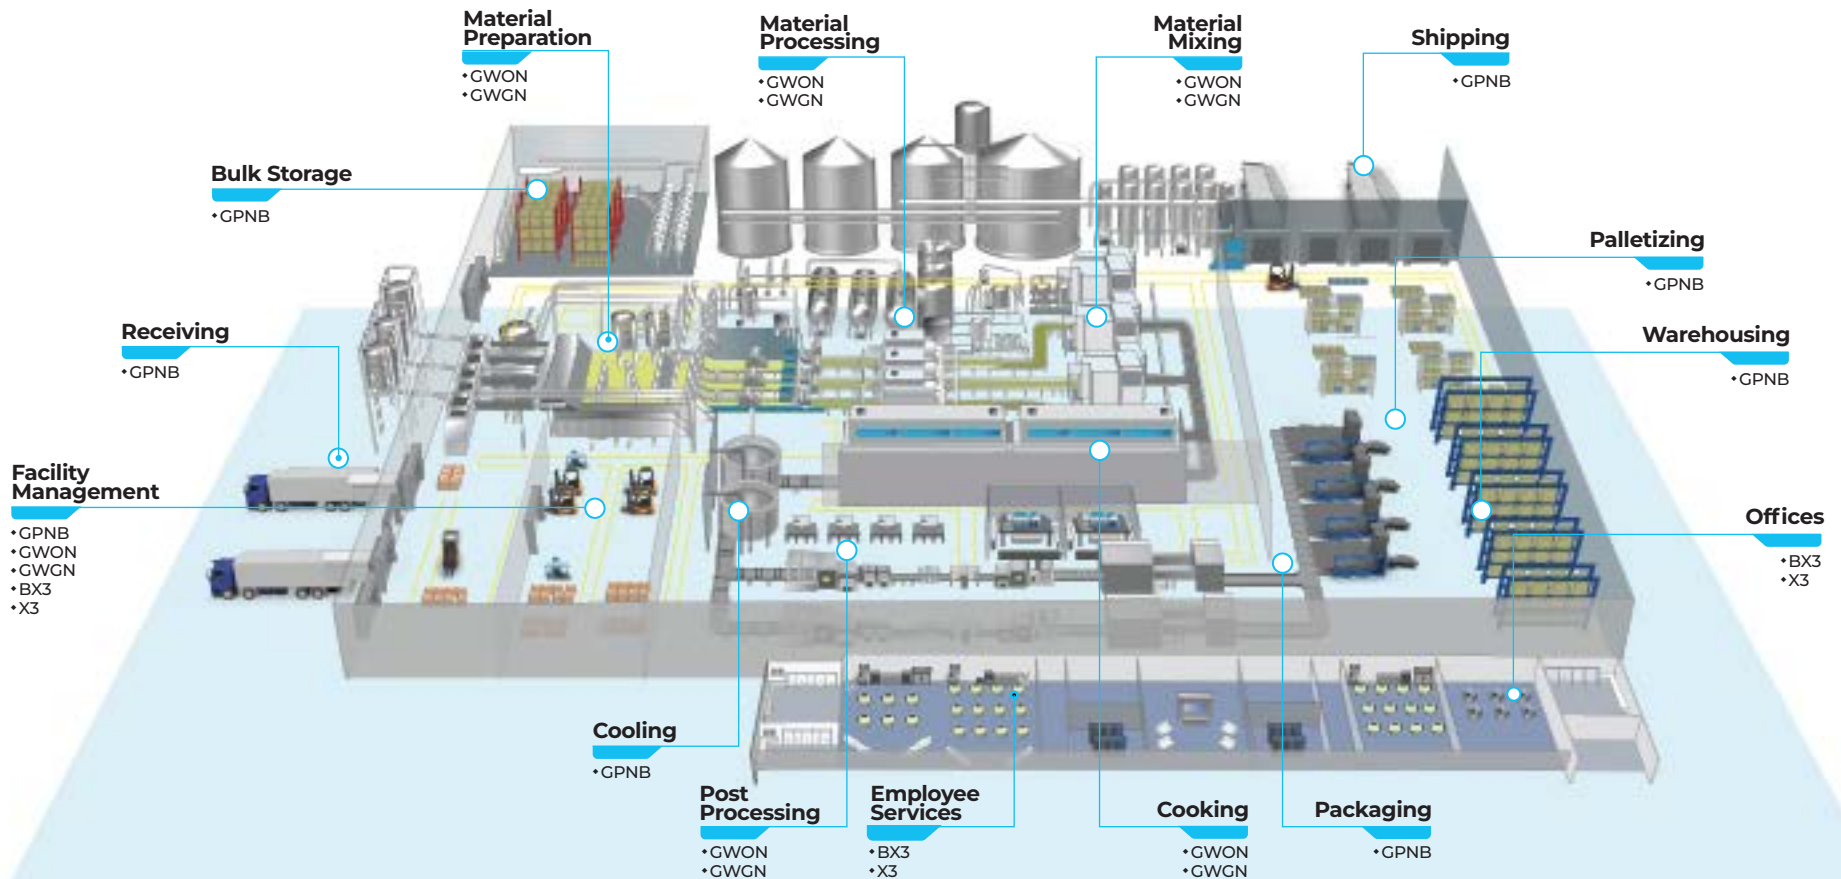 Material
Preparation
• GWON
• GWGN
Material
Processing
• GWON
• GWGN
Material
Mixing
• GWON
• GWGN
Shipping
• GPNB
Bulk Storage
• GPNB
Palletizing
• GPNB
Receiving
• GPNB
Warehousing
• GPNB
Facility
Management
• GPNB
• GWON
• GWGN
• BX3
• X3
Offices
• BX3
• X3
Cooling
• GPNB
Post
Processing
• GWON
• GWGN
Employee
Services
• BX3
• X3
Cooking
• GWON
• GWGN
Packaging
• GPNB